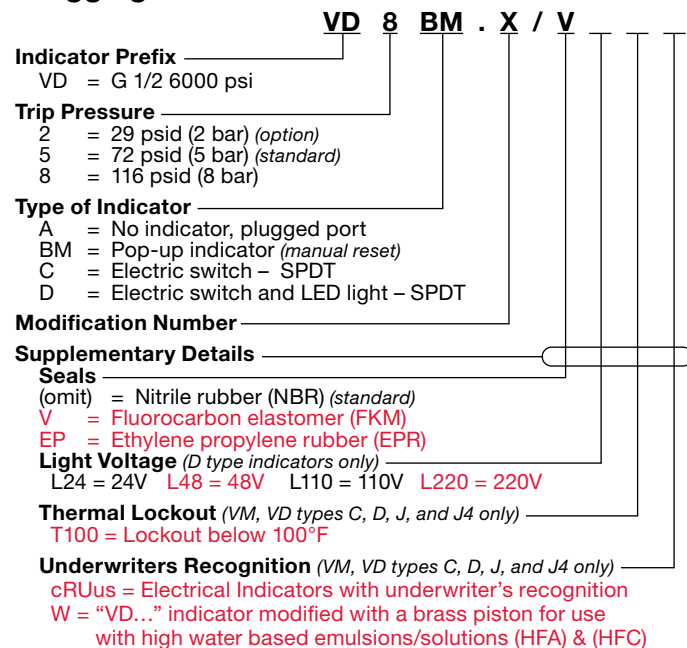 VD 8 BM . X / V _ _ _
Indicator Prefix
VD = G 1/2 6000 psi
Trip Pressure
2 = 29 psid (2 bar) (option)
5 = 72 psid (5 bar) (standard)
8 = 116 psid (8 bar)
Type of Indicator
A = No indicator, plugged port
BM = Pop-up indicator (manual reset)
C = Electric switch – SPDT
D = Electric switch and LED light – SPDT
Modification Number
Supplementary Details
Seals
(omit) = Nitrile rubber (NBR) (standard)
V = Fluorocarbon elastomer (FKM)
EP = Ethylene propylene rubber (EPR)
Light Voltage (D type indicators only)
L24 = 24V L48 = 48V L110 = 110V L220 = 220V
Thermal Lockout (VM, VD types C, D, J, and J4 only)
T100 = Lockout below 100°F
Underwriters Recognition (VM, VD types C, D, J, and J4 only)
cRUus = Electrical Indicators with underwriter's recognition
W = “VD…” indicator modified with a brass piston for use
with high water based emulsions/solutions (HFA) & (HFC)